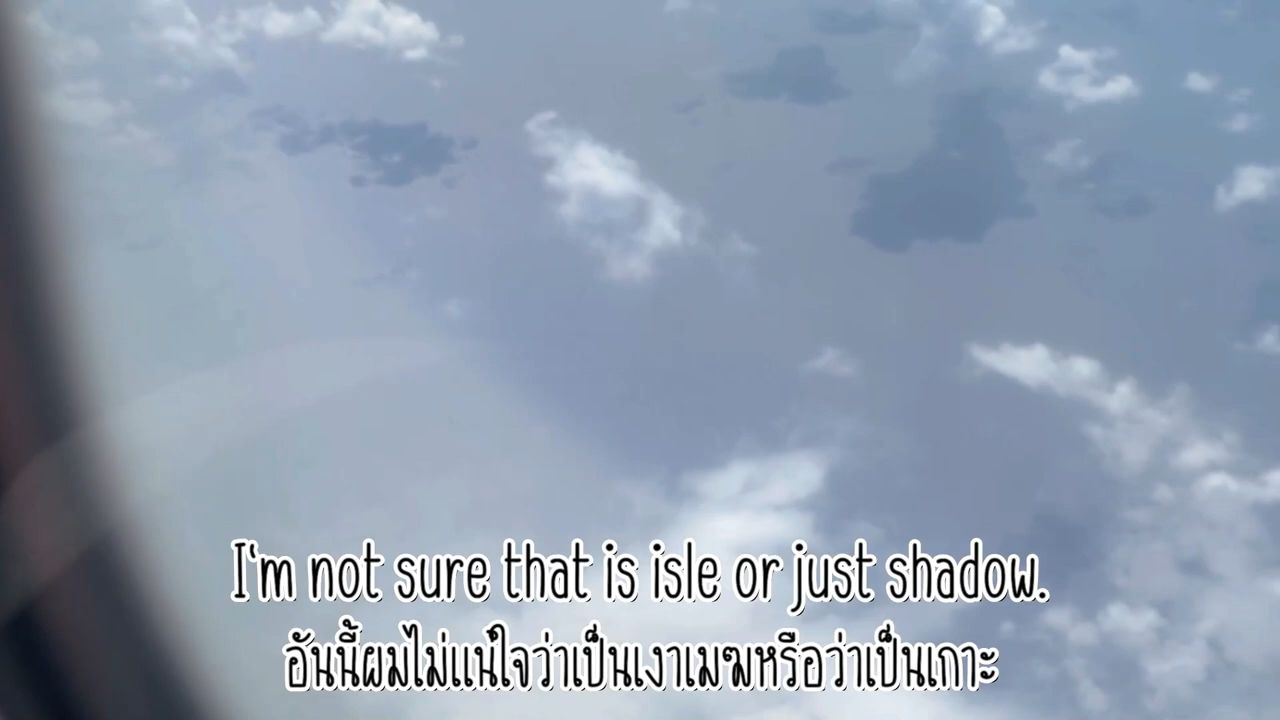 I'm not sure that is isle or just shadow.
อันนี้ผมไม่แน่ใจว่าเป็นเงาเมฆหรือว่าเป็นเกาะ